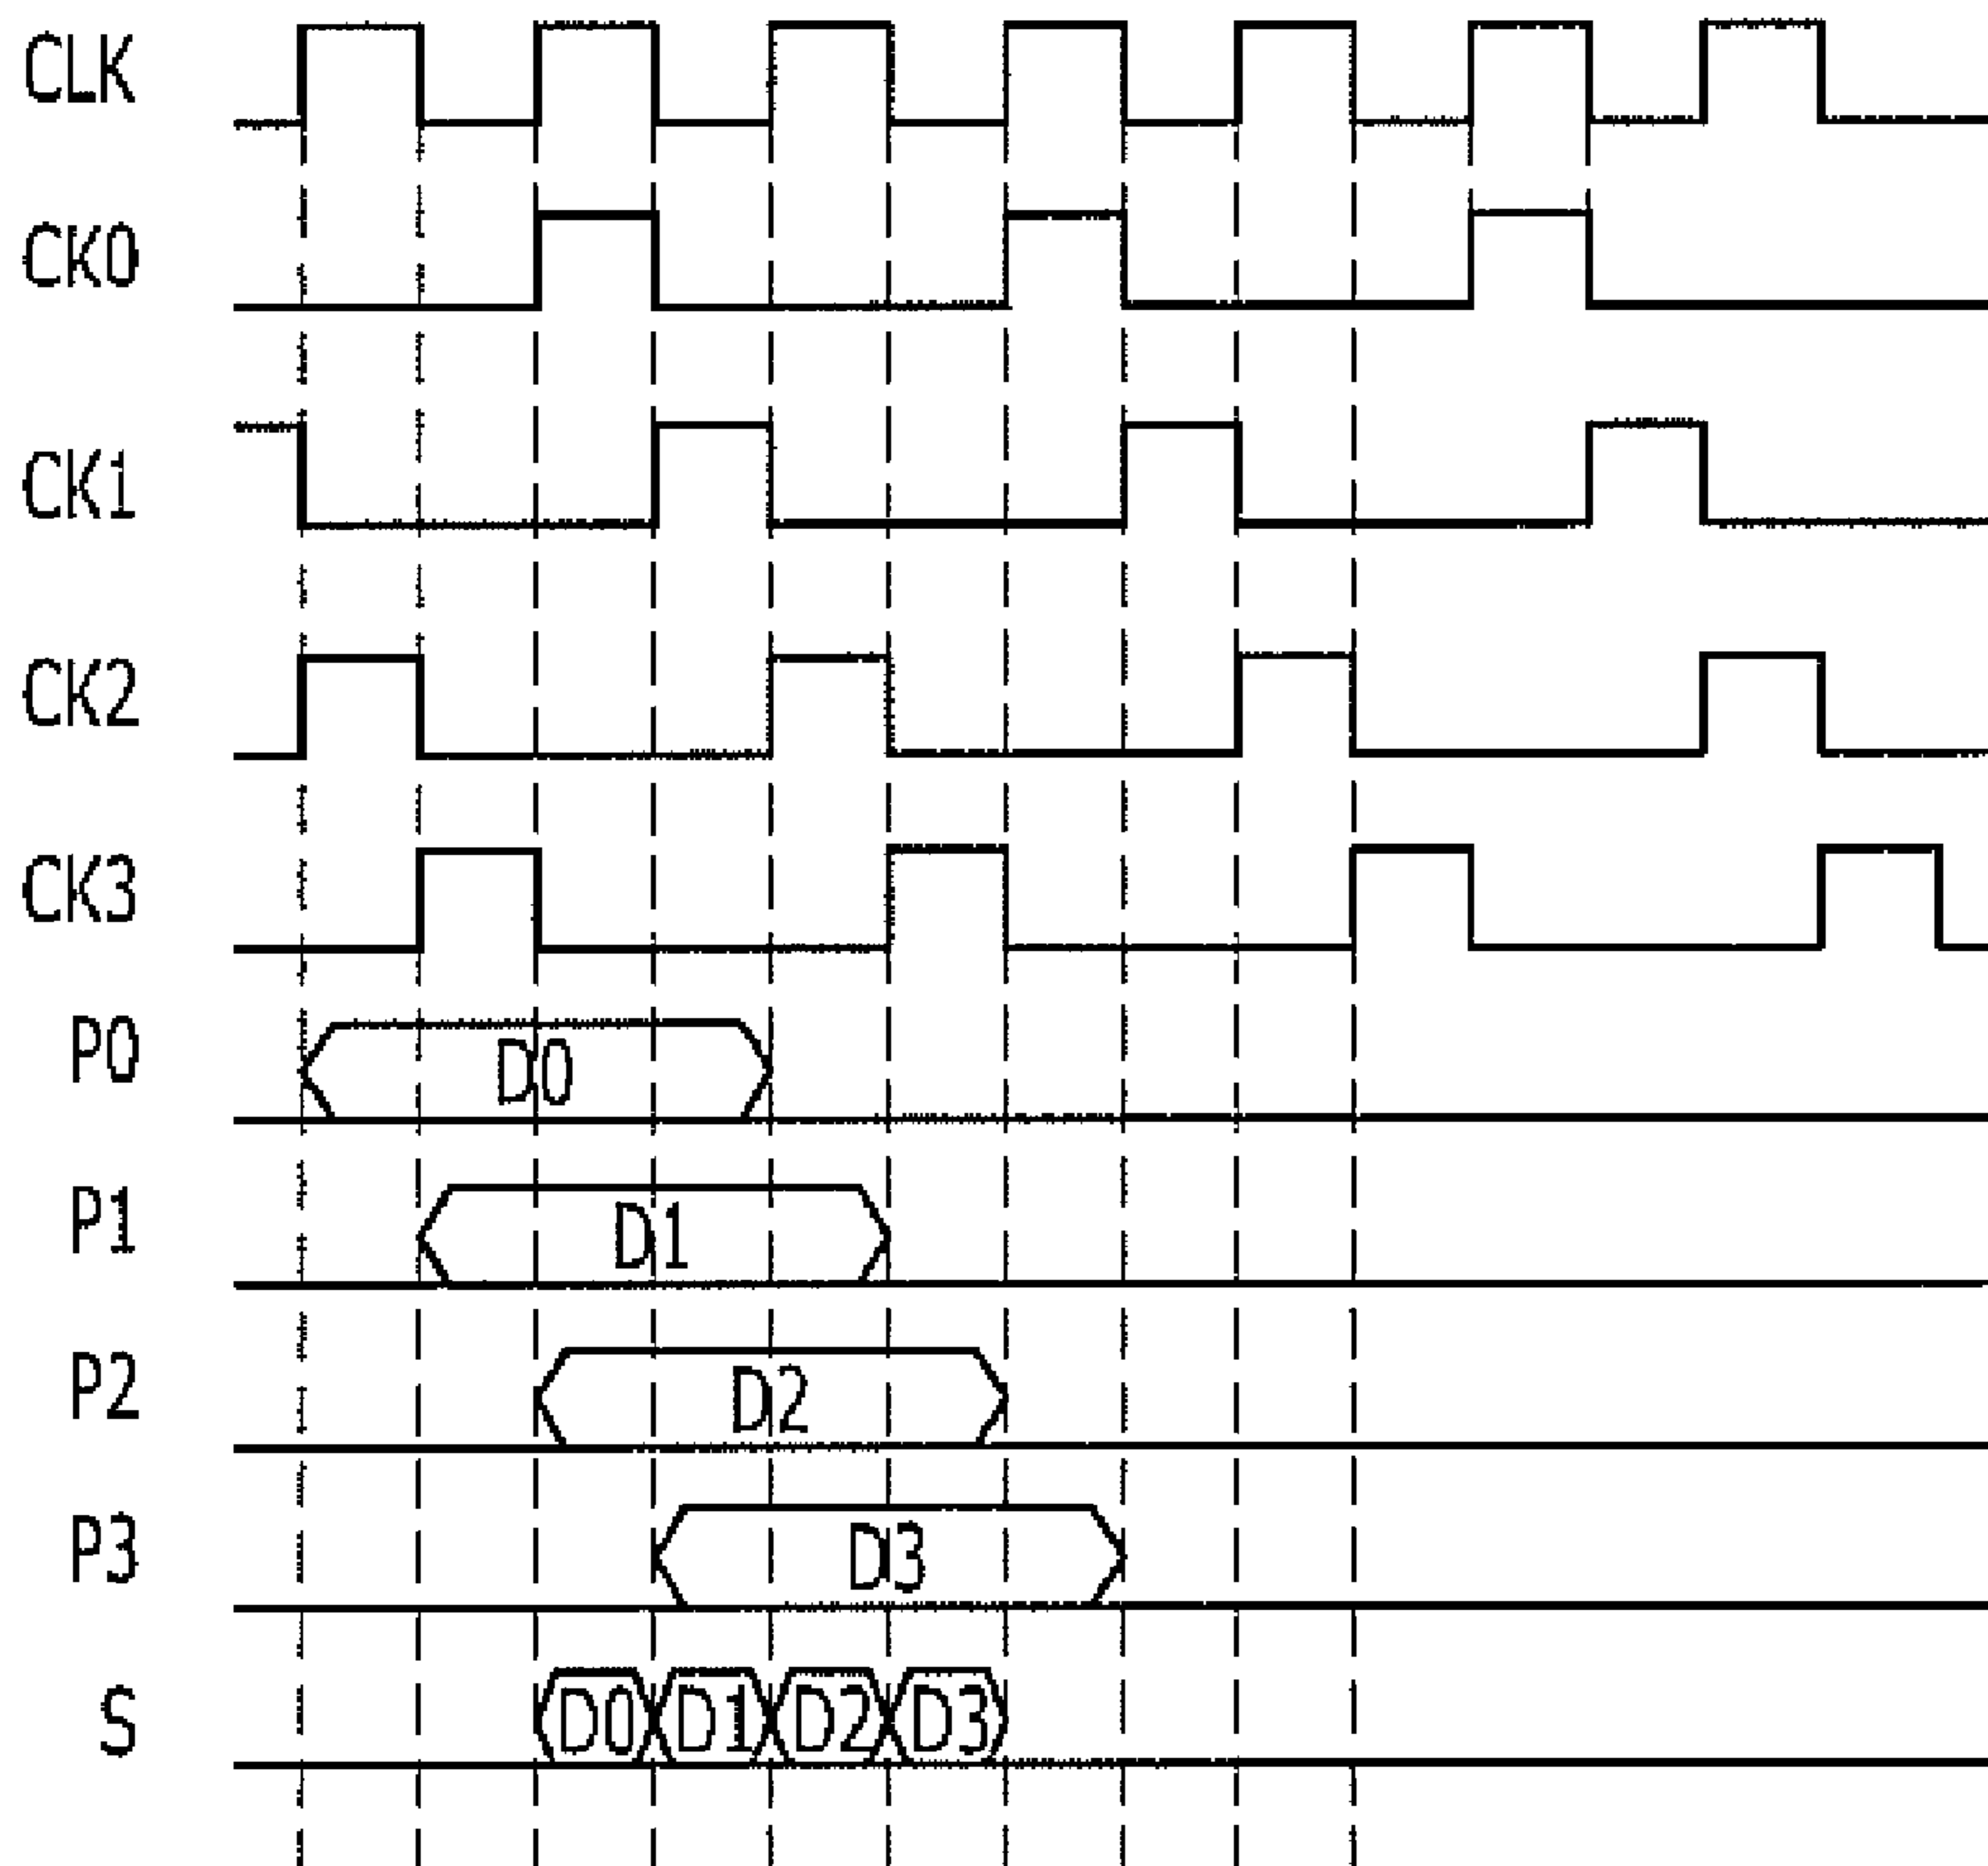 CLK
CK0
CK1
CK2
CK3
P0 D0
P1 D1
P2 D2
P3 D3
S D0 D1 D2 D3